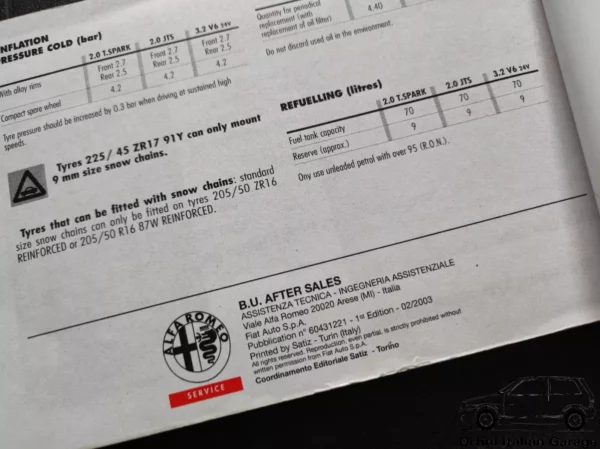 NFLATION
RESSURE COLD (bar)
2.0 T.SPARK 2.0 JTS 3.2 V6 24V
With alloy rims
Front 2.7 Front 2.7 Front 2.7
Rear 2.5 Rear 2.5 Rear 2.5
Compact spare wheel 4.2 4.2 4.2
Tyre pressure should be increased by 0.3 bar when driving at sustained high
speeds.
Tyres 225/ 45 ZR17 91Y can only mount
9 mm size snow chains.
Tyres that can be fitted with snow chains: standard
size snow chains can only be fitted on tyres 205/50 ZR16
REINFORCED or 205/50 R16 87W REINFORCED.
Quantity for periodical
replacement (with
replacement of oil filter) 4.40
Do not discard used oil in the environment.
REFUELLING (litres)
2.0 T.SPARK 2.0 JTS 3.2 V6 24V
Fuel tank capacity 70 70 70
Reserve (approx.) 9 9 9
Ony use unleaded petrol with over 95 (R.O.N.).
ALFA ROMEO
SERVICE
B.U. AFTER SALES
ASSISTENZA TECNICA - INGEGNERIA ASSISTENZIALE
Viale Alfa Romeo 20020 Arese (MI) - Italia
Fiat Auto S.p.A.
Pubblication n° 60431221 - 1st Edition - 02/2003
Printed by Satiz - Turin (Italy)
All rights reserved. Reproduction, even partial, is strictly prohibited without
written permission from Fiat Auto S.p.A.
Coordinamento Editoriale Satiz - Torino
Garage